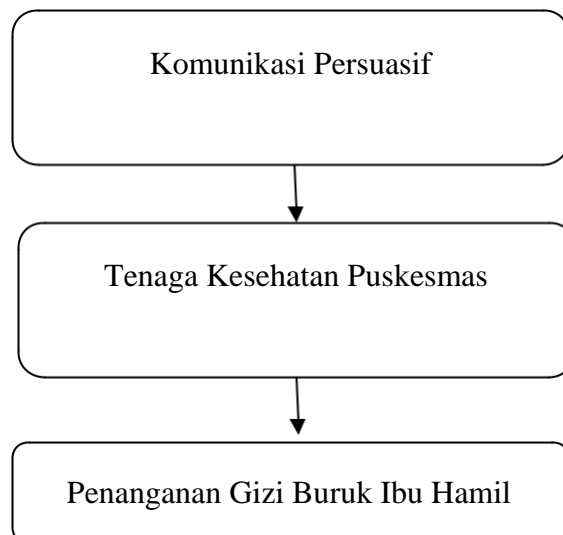 Komunikasi Persuasif
Tenaga Kesehatan Puskesmas
Penanganan Gizi Buruk Ibu Hamil